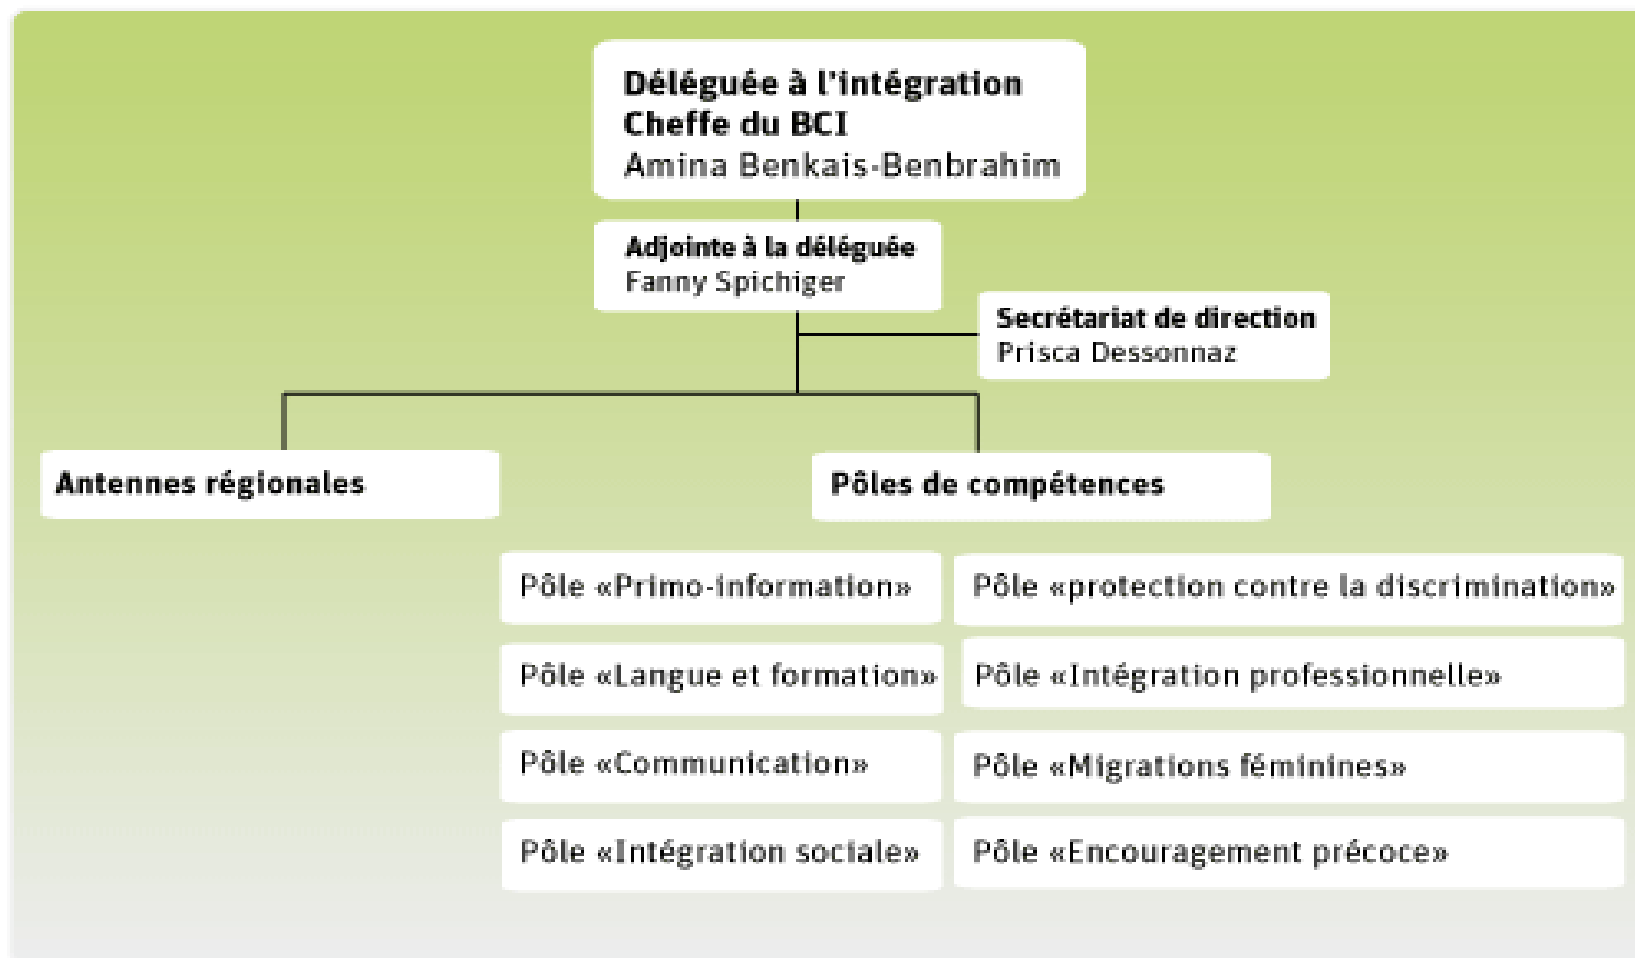 Déléguée à l'intégration
Cheffe du BCI
Amina Benkais-Benbrahim
Adjointe à la déléguée
Fanny Spichiger
Secrétariat de direction
Prisca Dessonnaz
Antennes régionales
Pôles de compétences
Pôle «Primo-information»
Pôle «protection contre la discrimination»
Pôle «Langue et formation»
Pôle «Intégration professionnelle»
Pôle «Communication»
Pôle «Migrations féminines»
Pôle «Intégration sociale»
Pôle «Encouragement précoce»